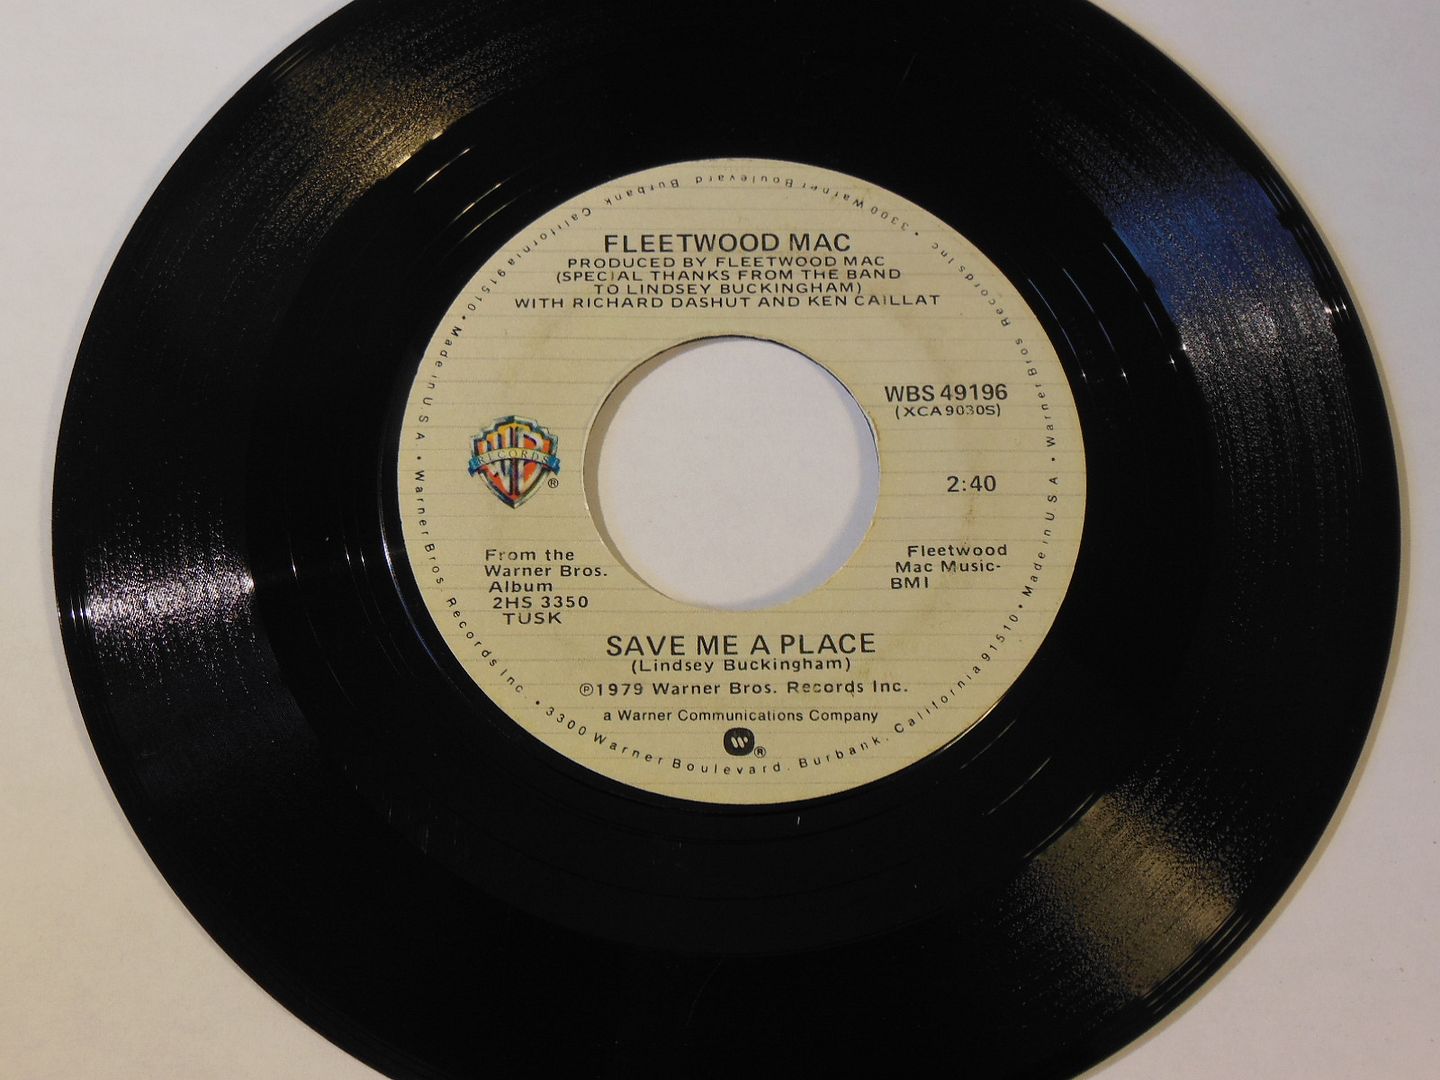 FLEETWOOD MAC
PRODUCED BY FLEETWOOD MAC
(SPECIAL THANKS FROM THE BAND
TO LINDSEY BUCKINGHAM)
WITH RICHARD DASHUT AND KEN CAILLAT
WBS 49196
(XCA9030S)
2:40
RECORDS ®
From the
Warner Bros.
Album
2HS 3350
TUSK
Fleetwood
Mac Music-
BMI
SAVE ME A PLACE
(Lindsey Buckingham)
℗1979 Warner Bros. Records Inc.
a Warner Communications Company
®
Warner Bros. Records Inc. • 3300 Warner Boulevard. Burbank. California 91510 • Made in U.S.A. • Warner Bros Records Inc • 3300 Warner Boulevard Burbank California 91510 • Made in U.S.A. •